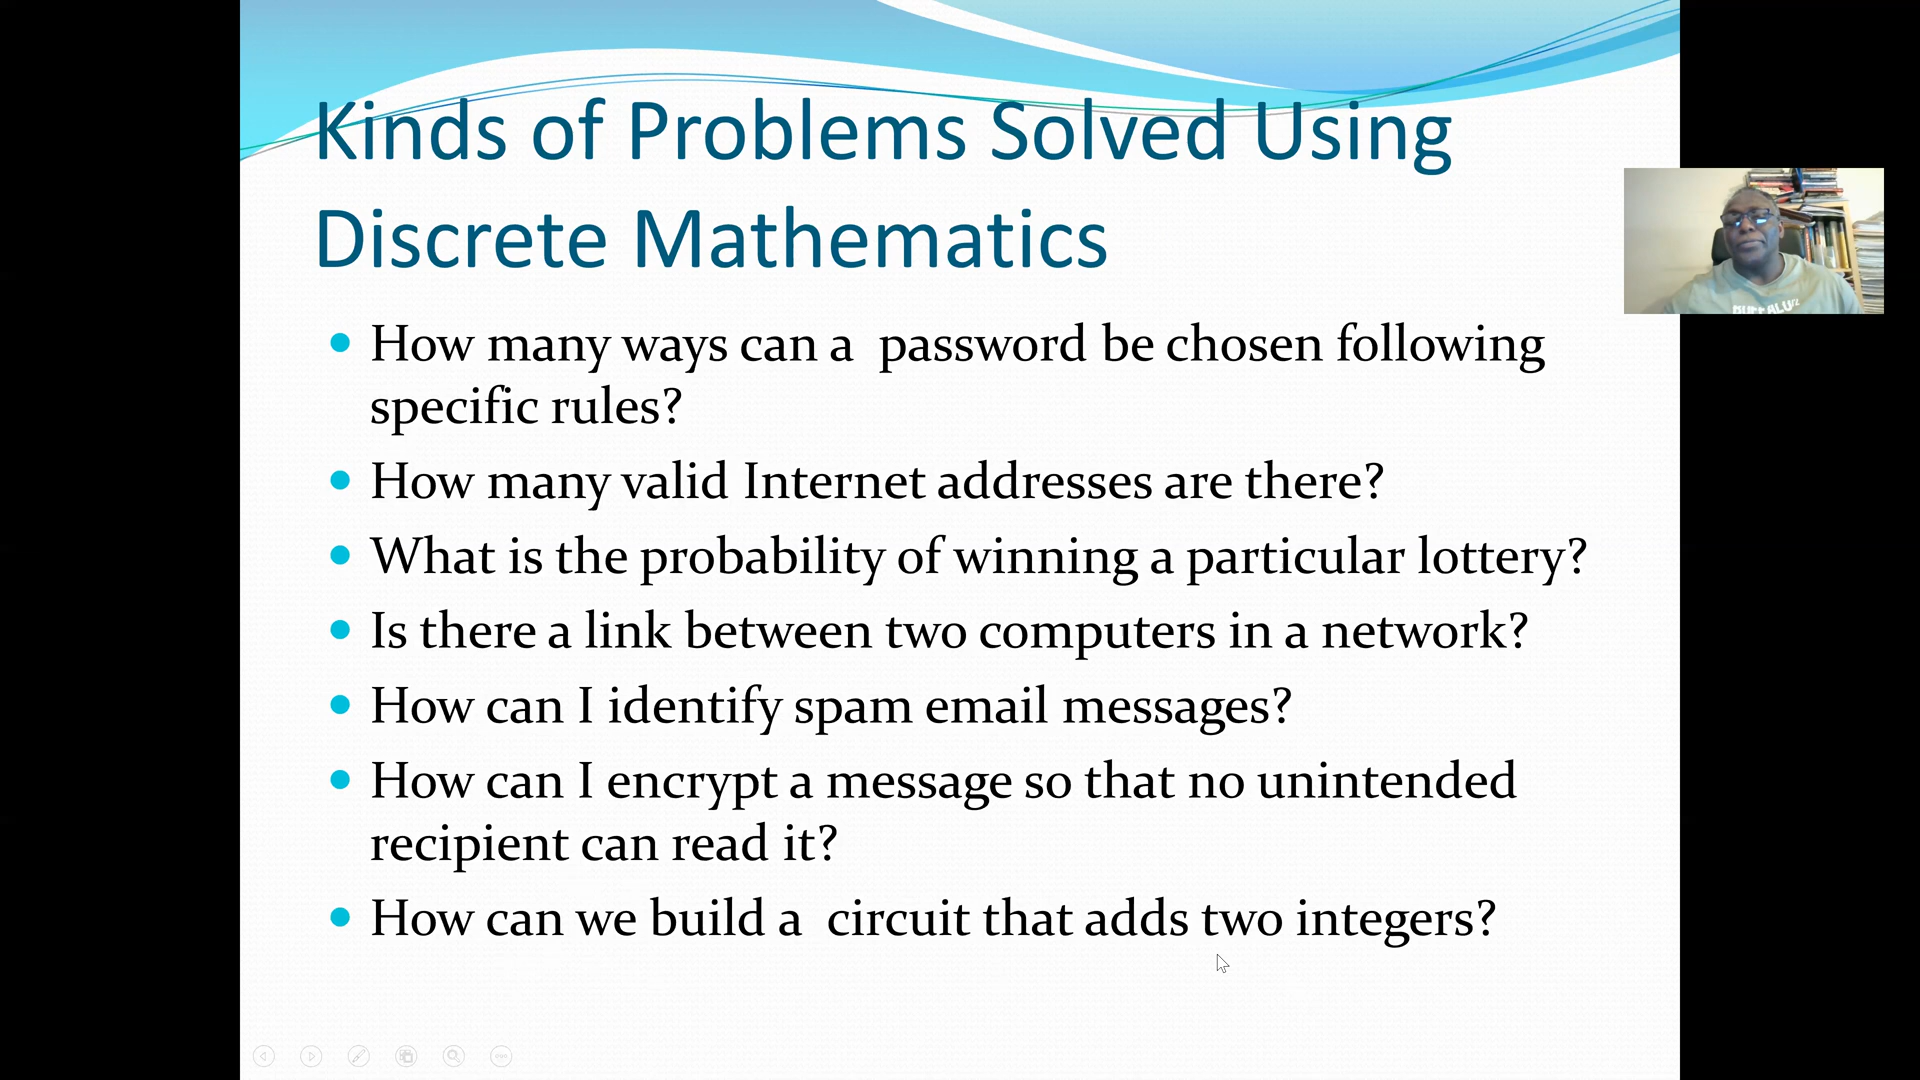 Kinds of Problems Solved Using
Discrete Mathematics
How many ways can a  password be chosen following
specific rules?
How many valid Internet addresses are there?
What is the probability of winning a particular lottery?
Is there a link between two computers in a network?
How can I identify spam email messages?
How can I encrypt a message so that no unintended
recipient can read it?
How can we build a  circuit that adds two integers?